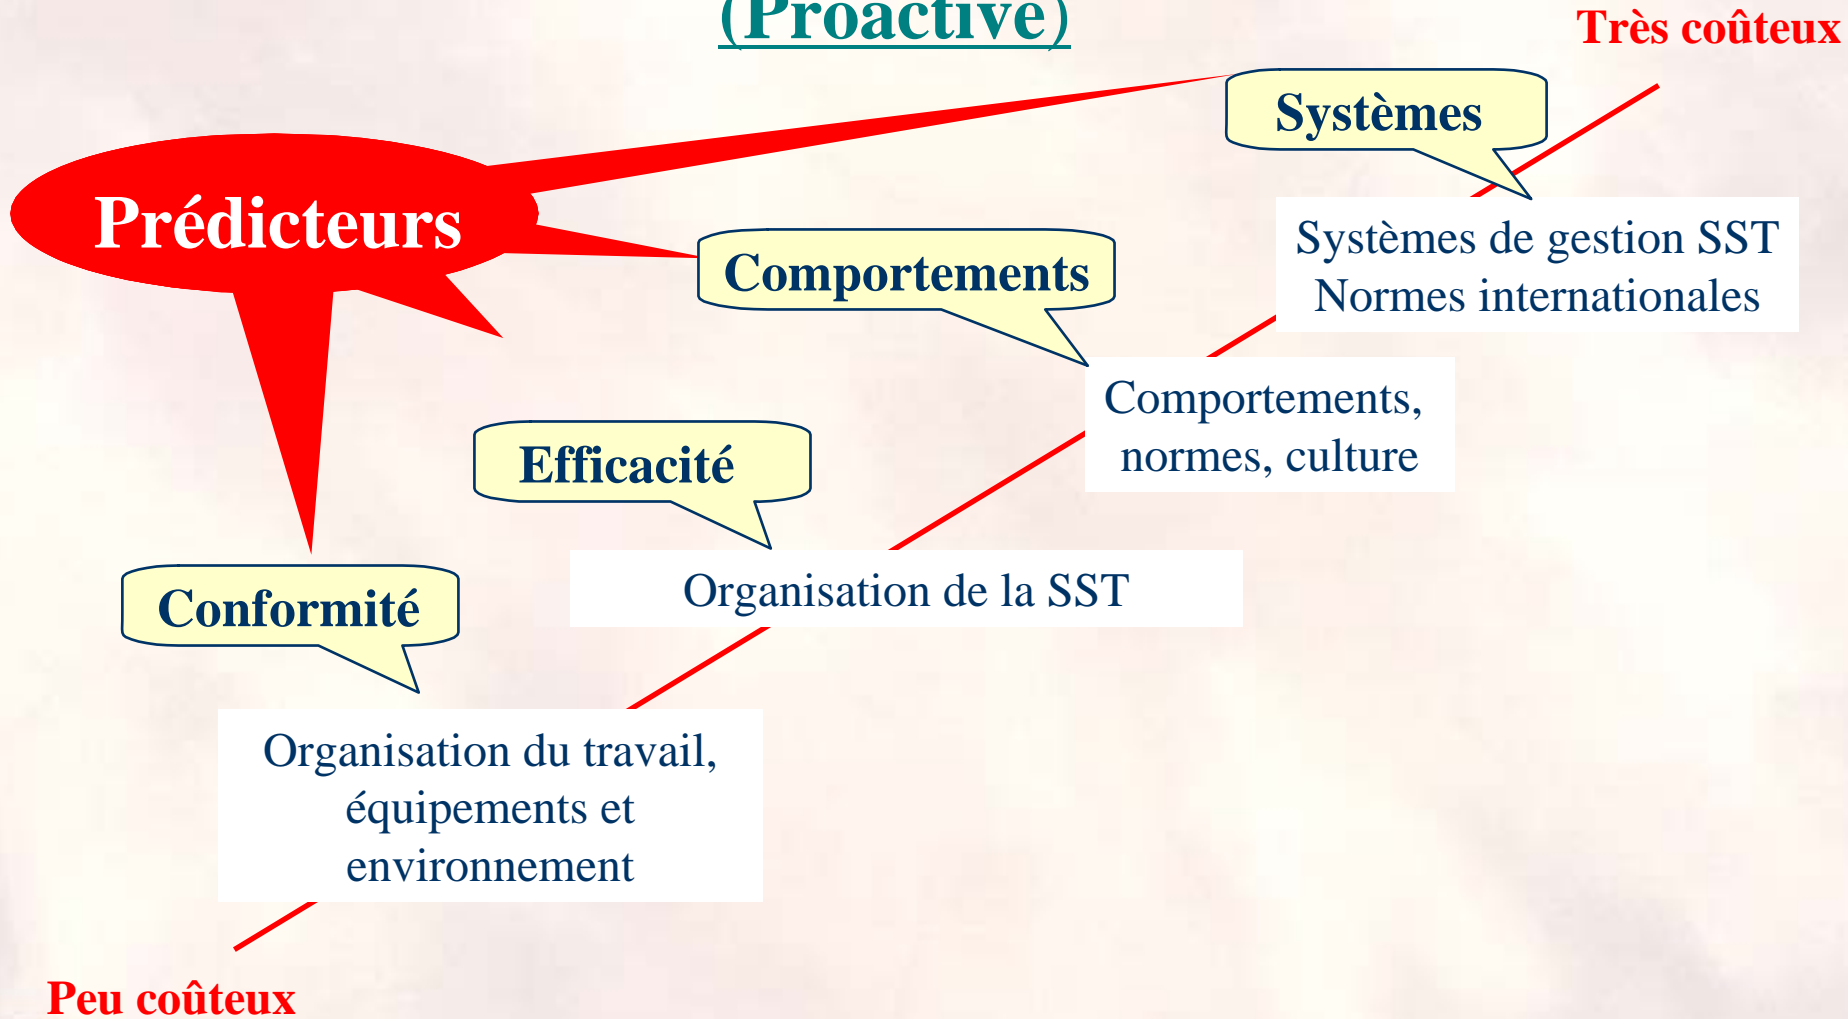 (Proactive)
Très coûteux
Systèmes
Prédicteurs
Systèmes de gestion SST
Normes internationales
Comportements
Comportements,
normes, culture
Efficacité
Organisation de la SST
Conformité
Organisation du travail,
équipements et
environnement
Peu coûteux